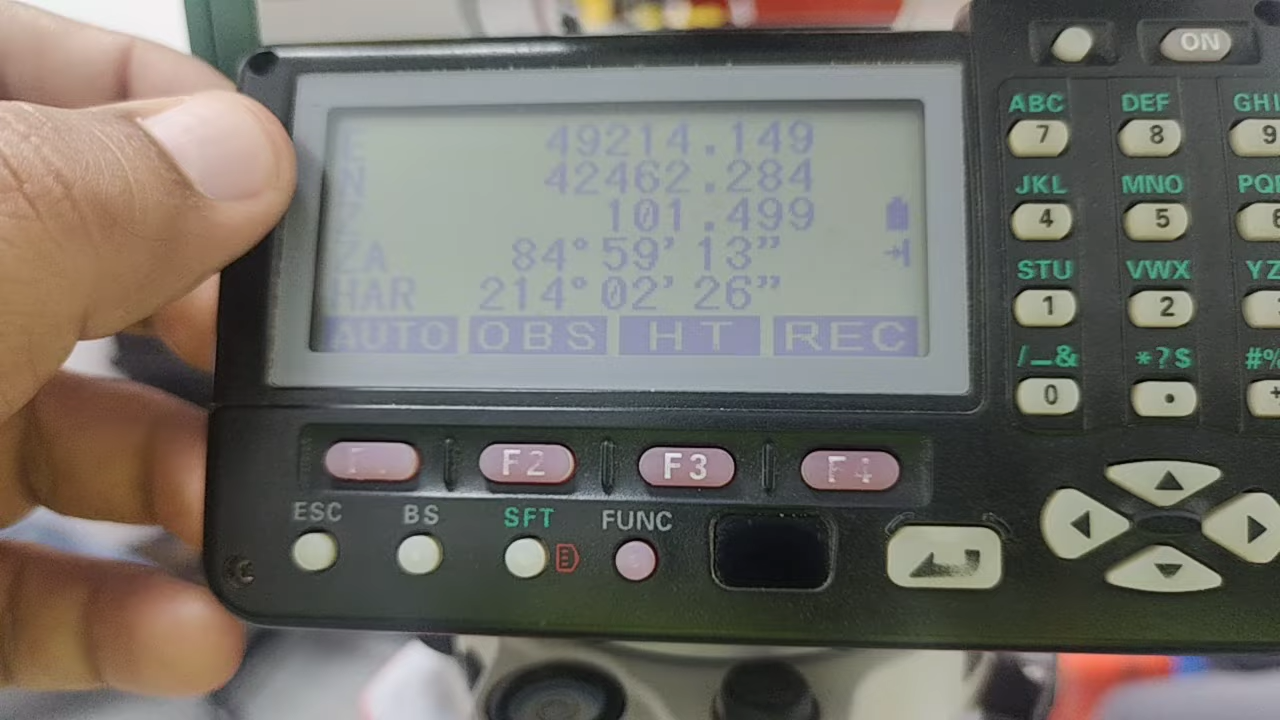 E 49214.149
N 42462.284
Z 101.499
ZA 84°59'13"
HAR 214°02'26"
AUTO OBS HT REC
F2 F3
ESC BS SFT FUNC
ON
ABC DEF GHI
7 8 9
JKL MNO PQ
4 5 6
STU VWX YZ
1 2
/_& *?$ #%
0 . +